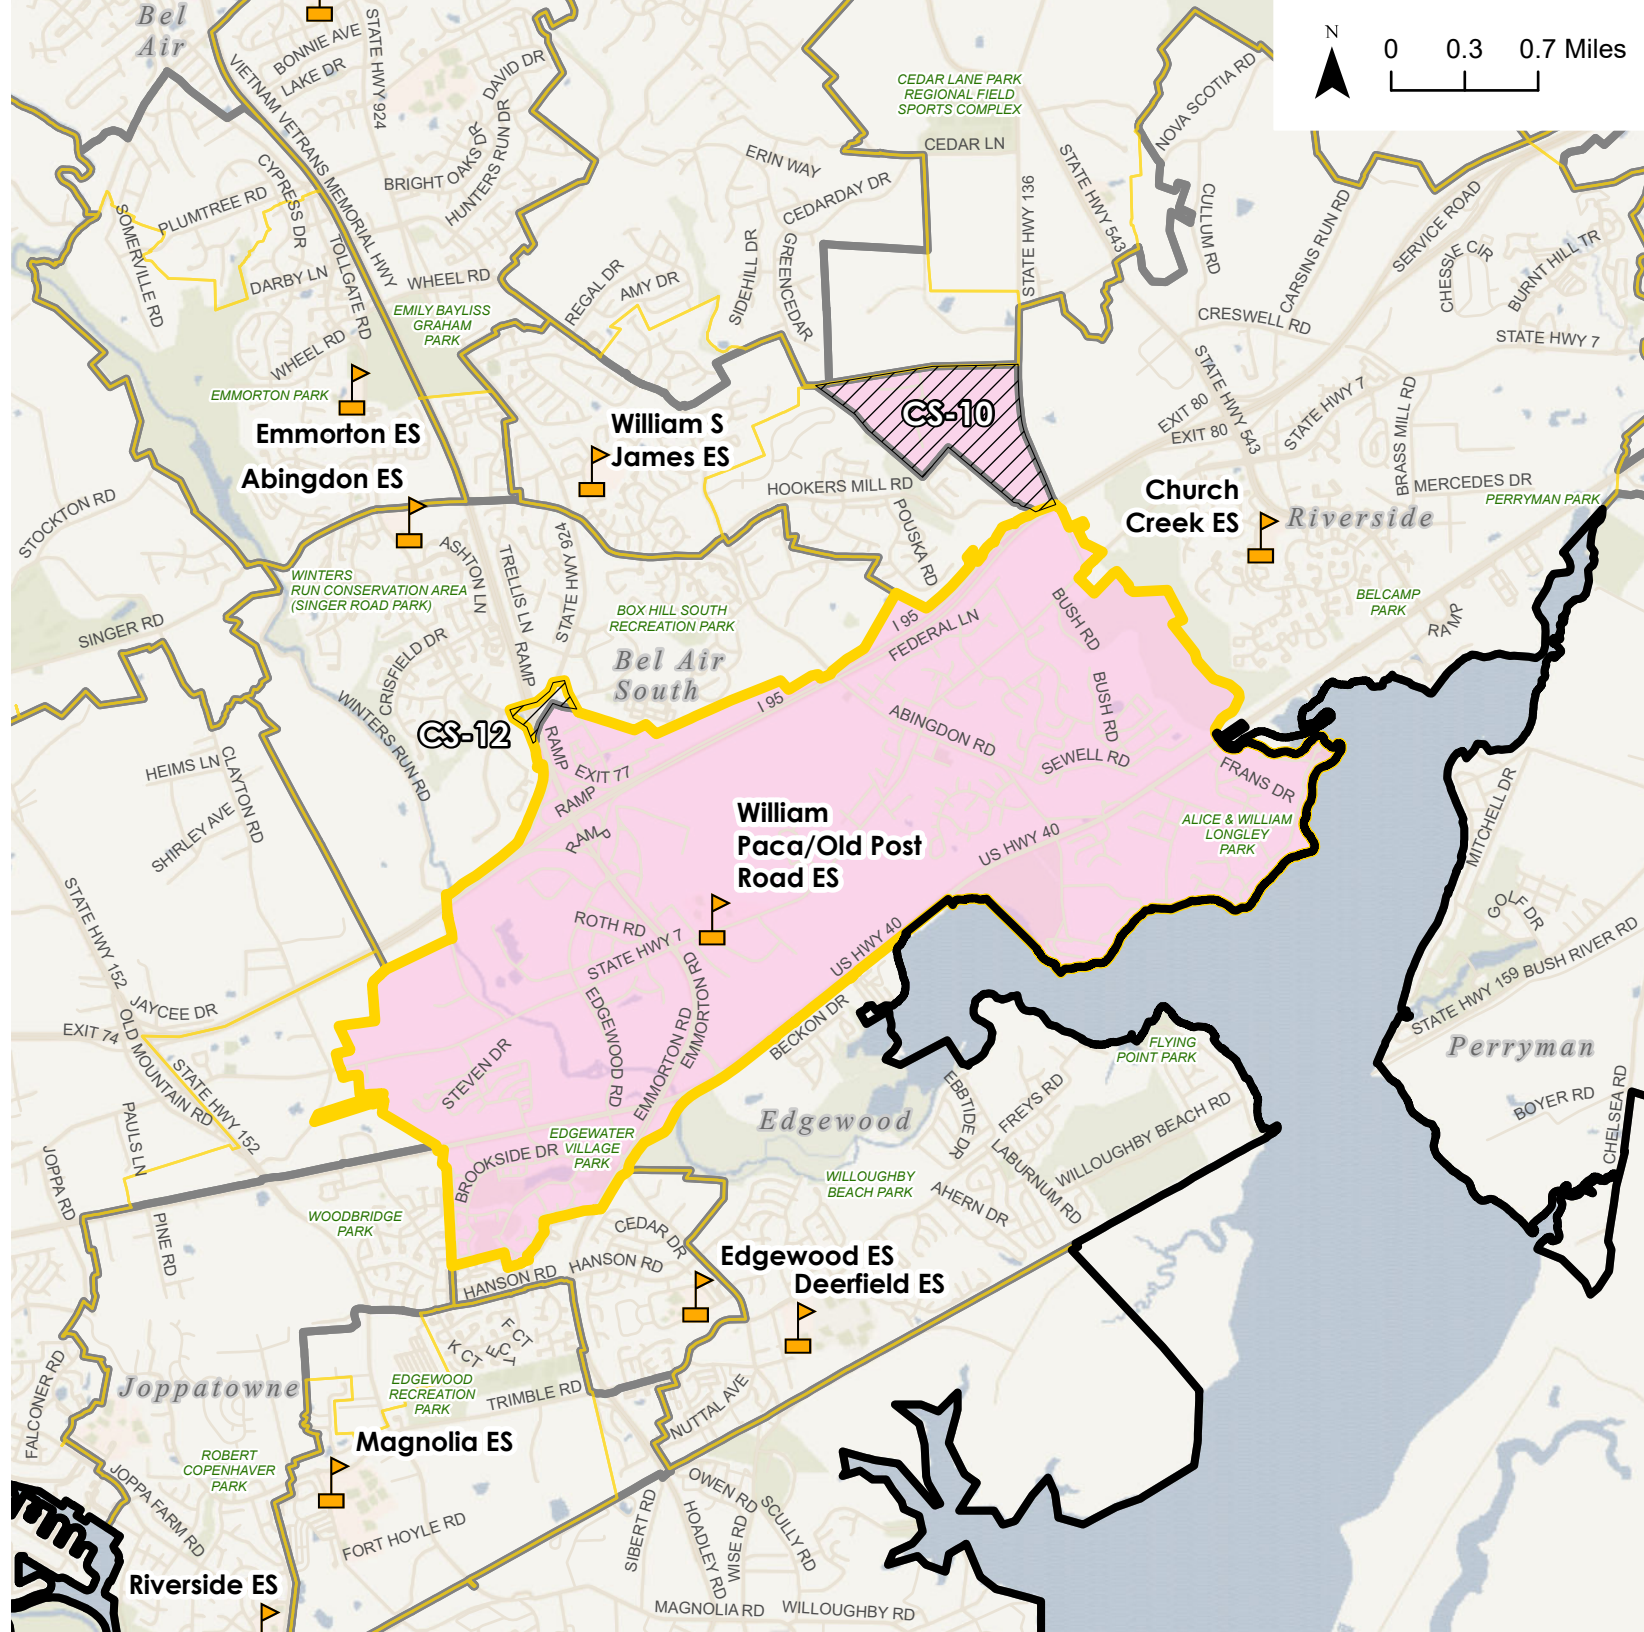 Bel
Air
BONNIE AVE
LAKE DR
STATE HWY 924
DAVID DR
VIETNAM VETRANS MEMORIAL HWY
HUNTERS RUN DR
BRIGHT OAKS DR
CYPRESS DR
PLUMTREE RD
SOMERVILLE RD
TOLLGATE RD
DARBY LN
WHEEL RD
EMILY BAYLISS
GRAHAM
PARK
WHEEL RD
EMMORTON PARK
Emmorton ES
Abingdon ES
STOCKTON RD
CEDAR LANE PARK
REGIONAL FIELD
SPORTS COMPLEX
CEDAR LN
ERIN WAY
CEDARDAY DR
SIDEHILL DR
GREENCEDAR
REGAL DR
AMY DR
STATE HWY 136
STATE HWY 543
NOVA SCOTIA RD
CULLUM RD
N
0 0.3 0.7 Miles
CARSINS RUN RD
SERVICE ROAD
CHESSIE CIR
BURNT HILL TR
CRESWELL RD
STATE HWY 7
STATE HWY 543
STATE HWY 7
EXIT 80
EXIT 80
BRASS MILL RD
MERCEDES DR
PERRYMAN PARK
William S
James ES
CS-10
HOOKERS MILL RD
POUSKA RD
Church
Creek ES
Riverside
BELCAMP
PARK
RAMP
WINTERS
RUN CONSERVATION AREA
(SINGER ROAD PARK)
ASHTON LN
TRELLIS LN
STATE HWY 924
BOX HILL SOUTH
RECREATION PARK
Bel Air
South
SINGER RD
CRISFIELD DR
RAMP
WINTERS RUN RD
CS-12
I 95
FEDERAL LN
BUSH RD
BUSH RD
I 95
ABINGDON RD
SEWELL RD
FRANS DR
HEIMS LN
CLAYTON RD
SHIRLEY AVE
RAMP
EXIT 77
RAMP
RAMP
William
Paca/Old Post
Road ES
US HWY 40
ALICE & WILLIAM
LONGLEY
PARK
MITCHELL DR
GOLF DR
STATE HWY 159
BUSH RIVER RD
Perryman
BOYER RD
CHELSEA RD
STATE HWY 152
JAYCEE DR
EXIT 74
OLD MOUNTAIN RD
STATE HWY 152
PAULS LN
JOPPA RD
PINE RD
ROTH RD
STATE HWY 7
EDGEWOOD RD
EMMORTON RD
EMMORTON RD
STEVEN DR
US HWY 40
BECKON DR
EDGEWATER
VILLAGE
PARK
BROOKSIDE DR
Edgewood
FLYING
POINT PARK
EBBTIDE DR
FREYS RD
LABURNUM RD
WILLOUGHBY BEACH RD
WILLOUGHBY
BEACH PARK
AHERN DR
WOODBRIDGE
PARK
CEDAR DR
HANSON RD
HANSON RD
Edgewood ES
Deerfield ES
K CT
E CT
F CT
EDGEWOOD
RECREATION
PARK
TRIMBLE RD
NUTTAL AVE
Joppatowne
FALCONER RD
Magnolia ES
ROBERT
COPENHAVER
PARK
JOPPA FARM RD
FORT HOYLE RD
Riverside ES
SIBERT RD
OWEN RD
HOADLEY RD
WISE RD
SCULLY RD
MAGNOLIA RD
WILLOUGHBY RD